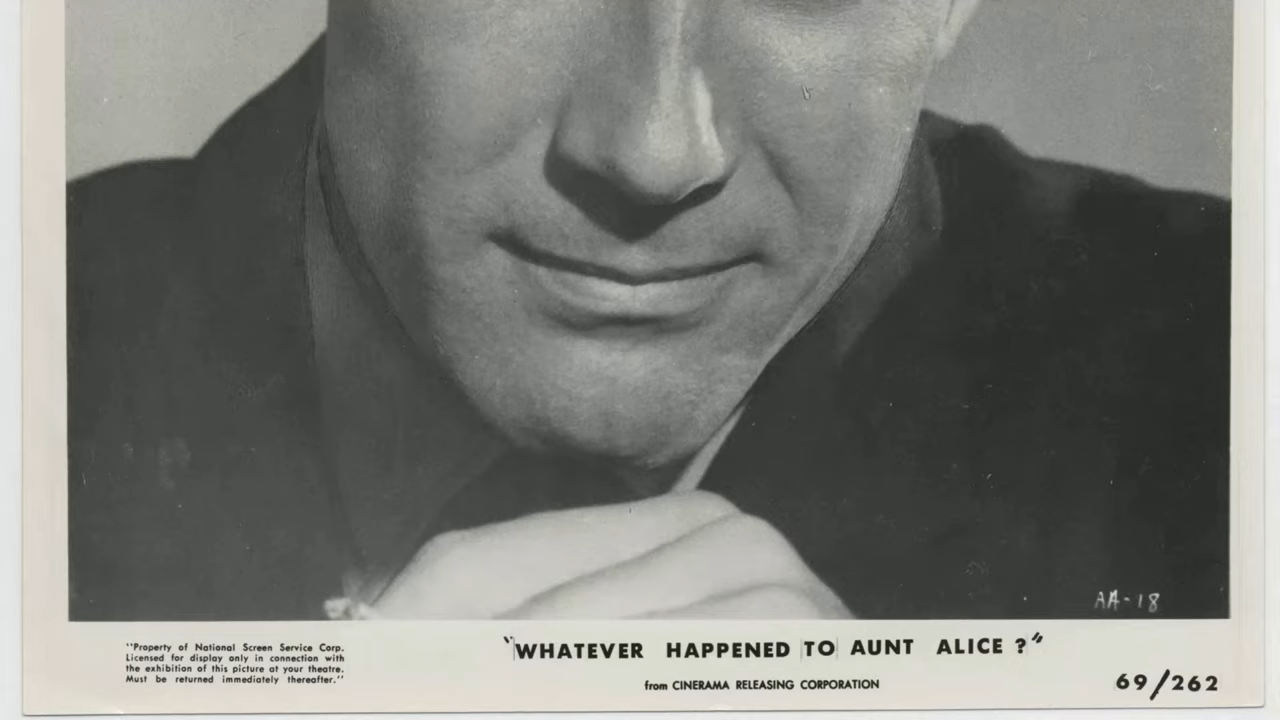 AA-18
"Property of National Screen Service Corp.
Licensed for display only in connection with
the exhibition of this picture at your theatre.
Must be returned immediately thereafter."
"WHATEVER HAPPENED TO AUNT ALICE ?"
from CINERAMA RELEASING CORPORATION
69/262